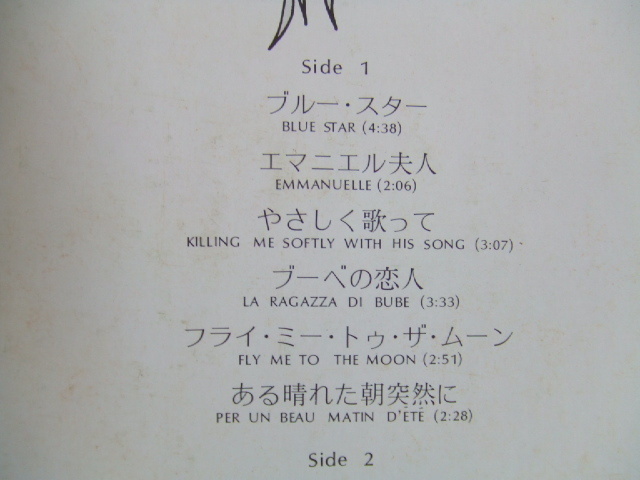 Side 1
ブルー・スター
BLUE STAR (4:38)
エマニエル夫人
EMMANUELLE (2:06)
やさしく歌って
KILLING ME SOFTLY WITH HIS SONG (3:07)
ブーベの恋人
LA RAGAZZA DI BUBE (3:33)
フライ・ミー・トゥ・ザ・ムーン
FLY ME TO THE MOON (2:51)
ある晴れた朝突然に
PER UN BEAU MATIN D'ÉTÉ (2:28)
Side 2